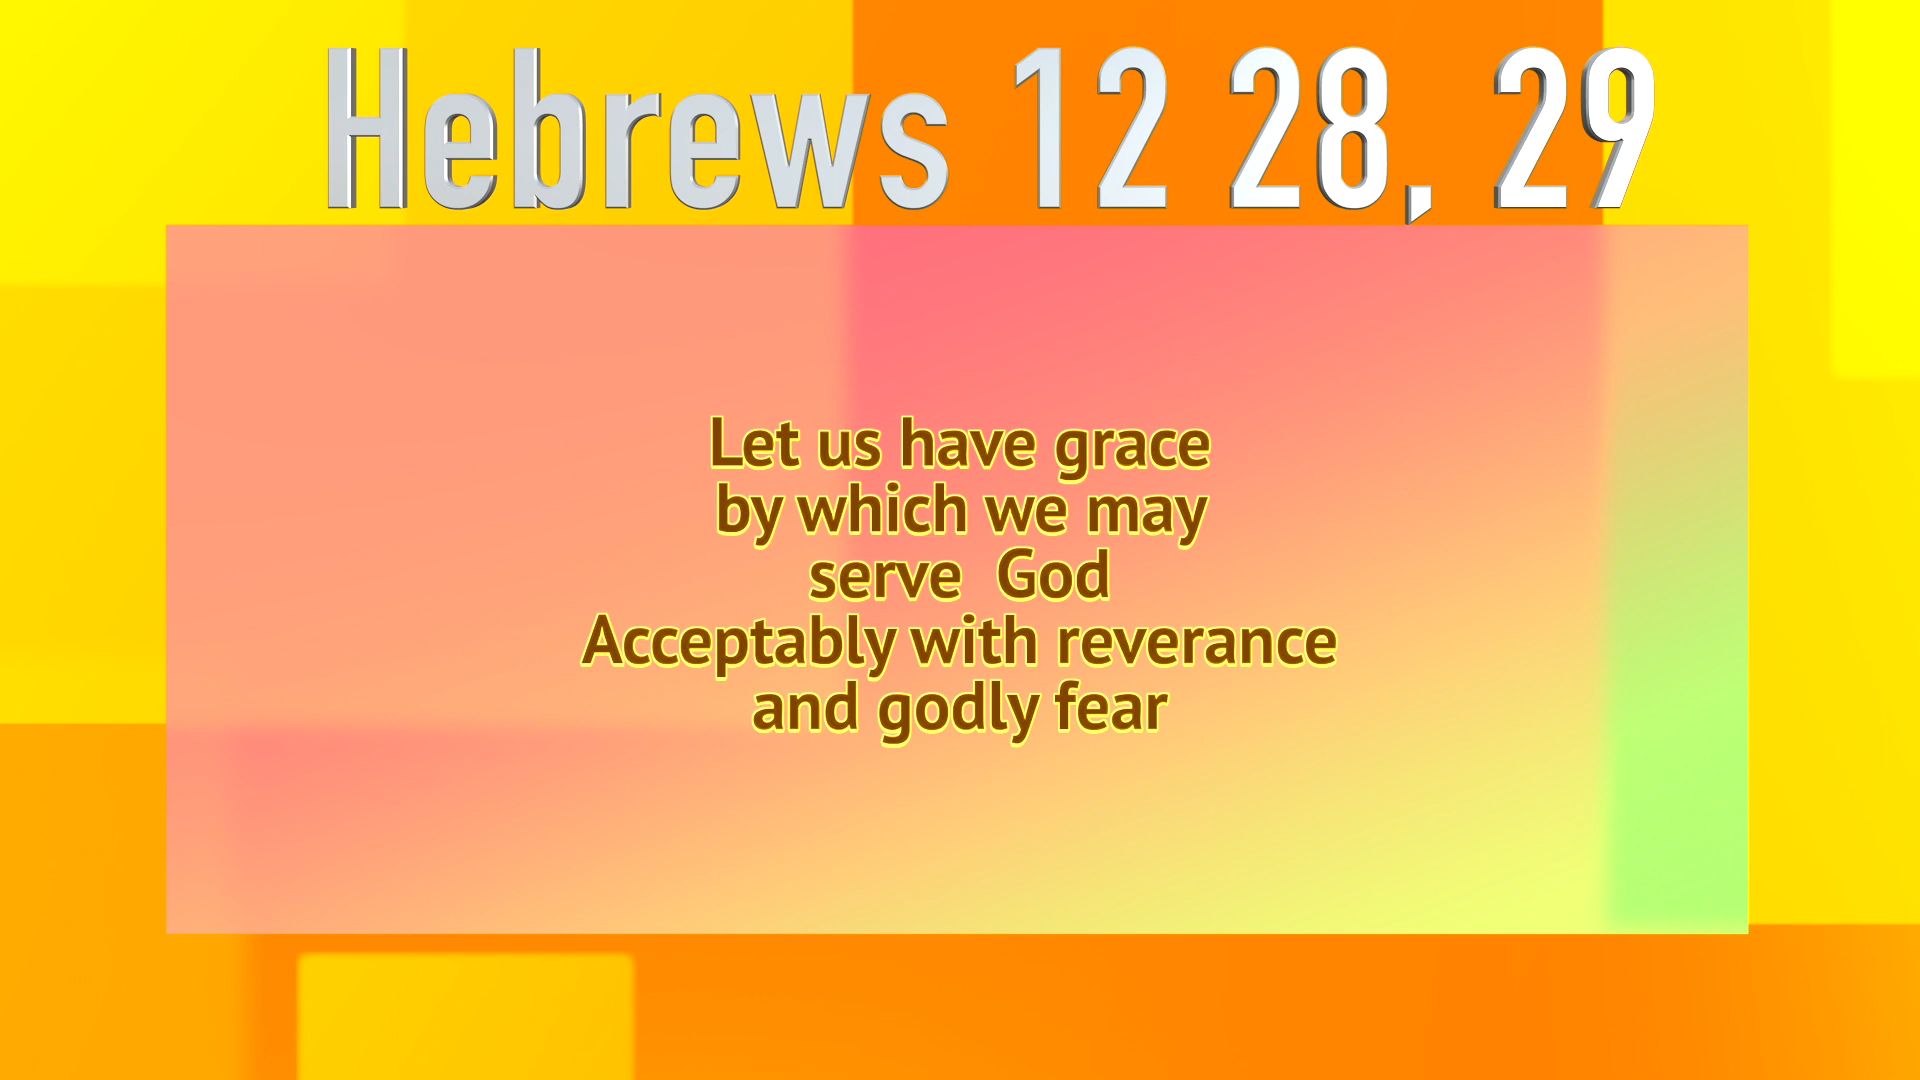 Hebrews 12 28, 29
Let us have grace
by which we may
serve  God
Acceptably with reverance
and godly fear